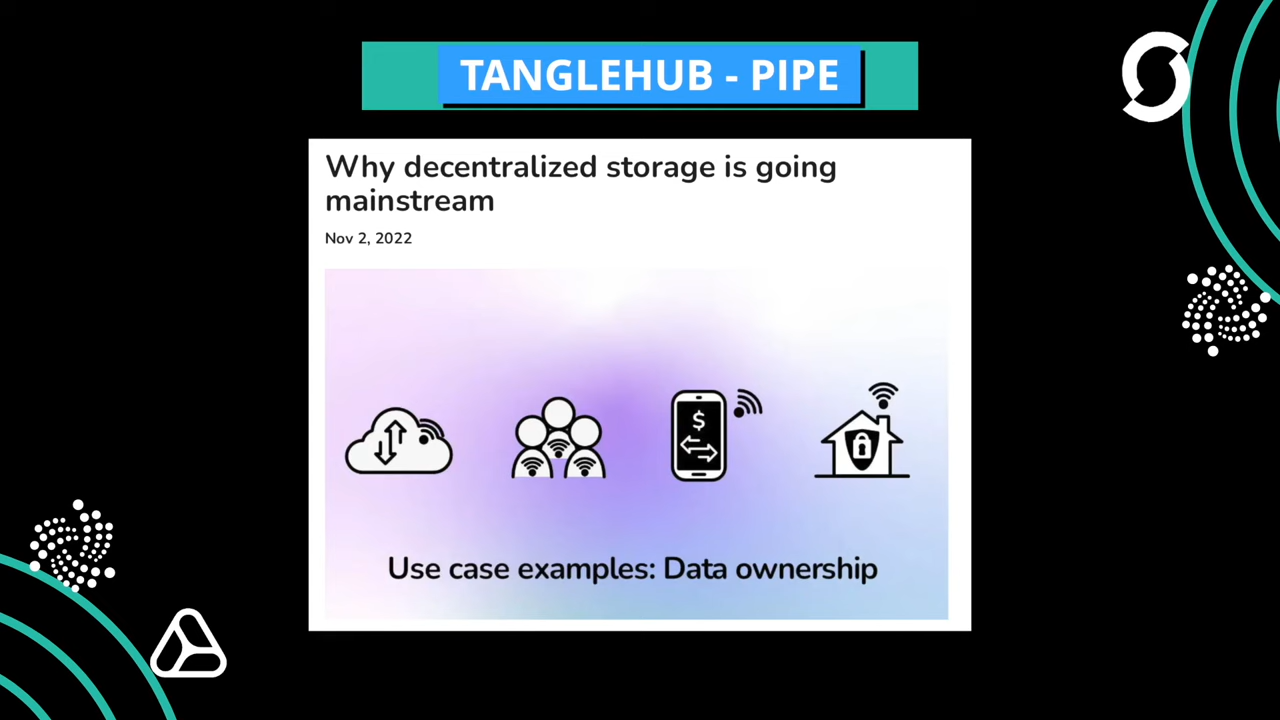 TANGLEHUB - PIPE
Why decentralized storage is going
mainstream
Nov 2, 2022
$
Use case examples: Data ownership